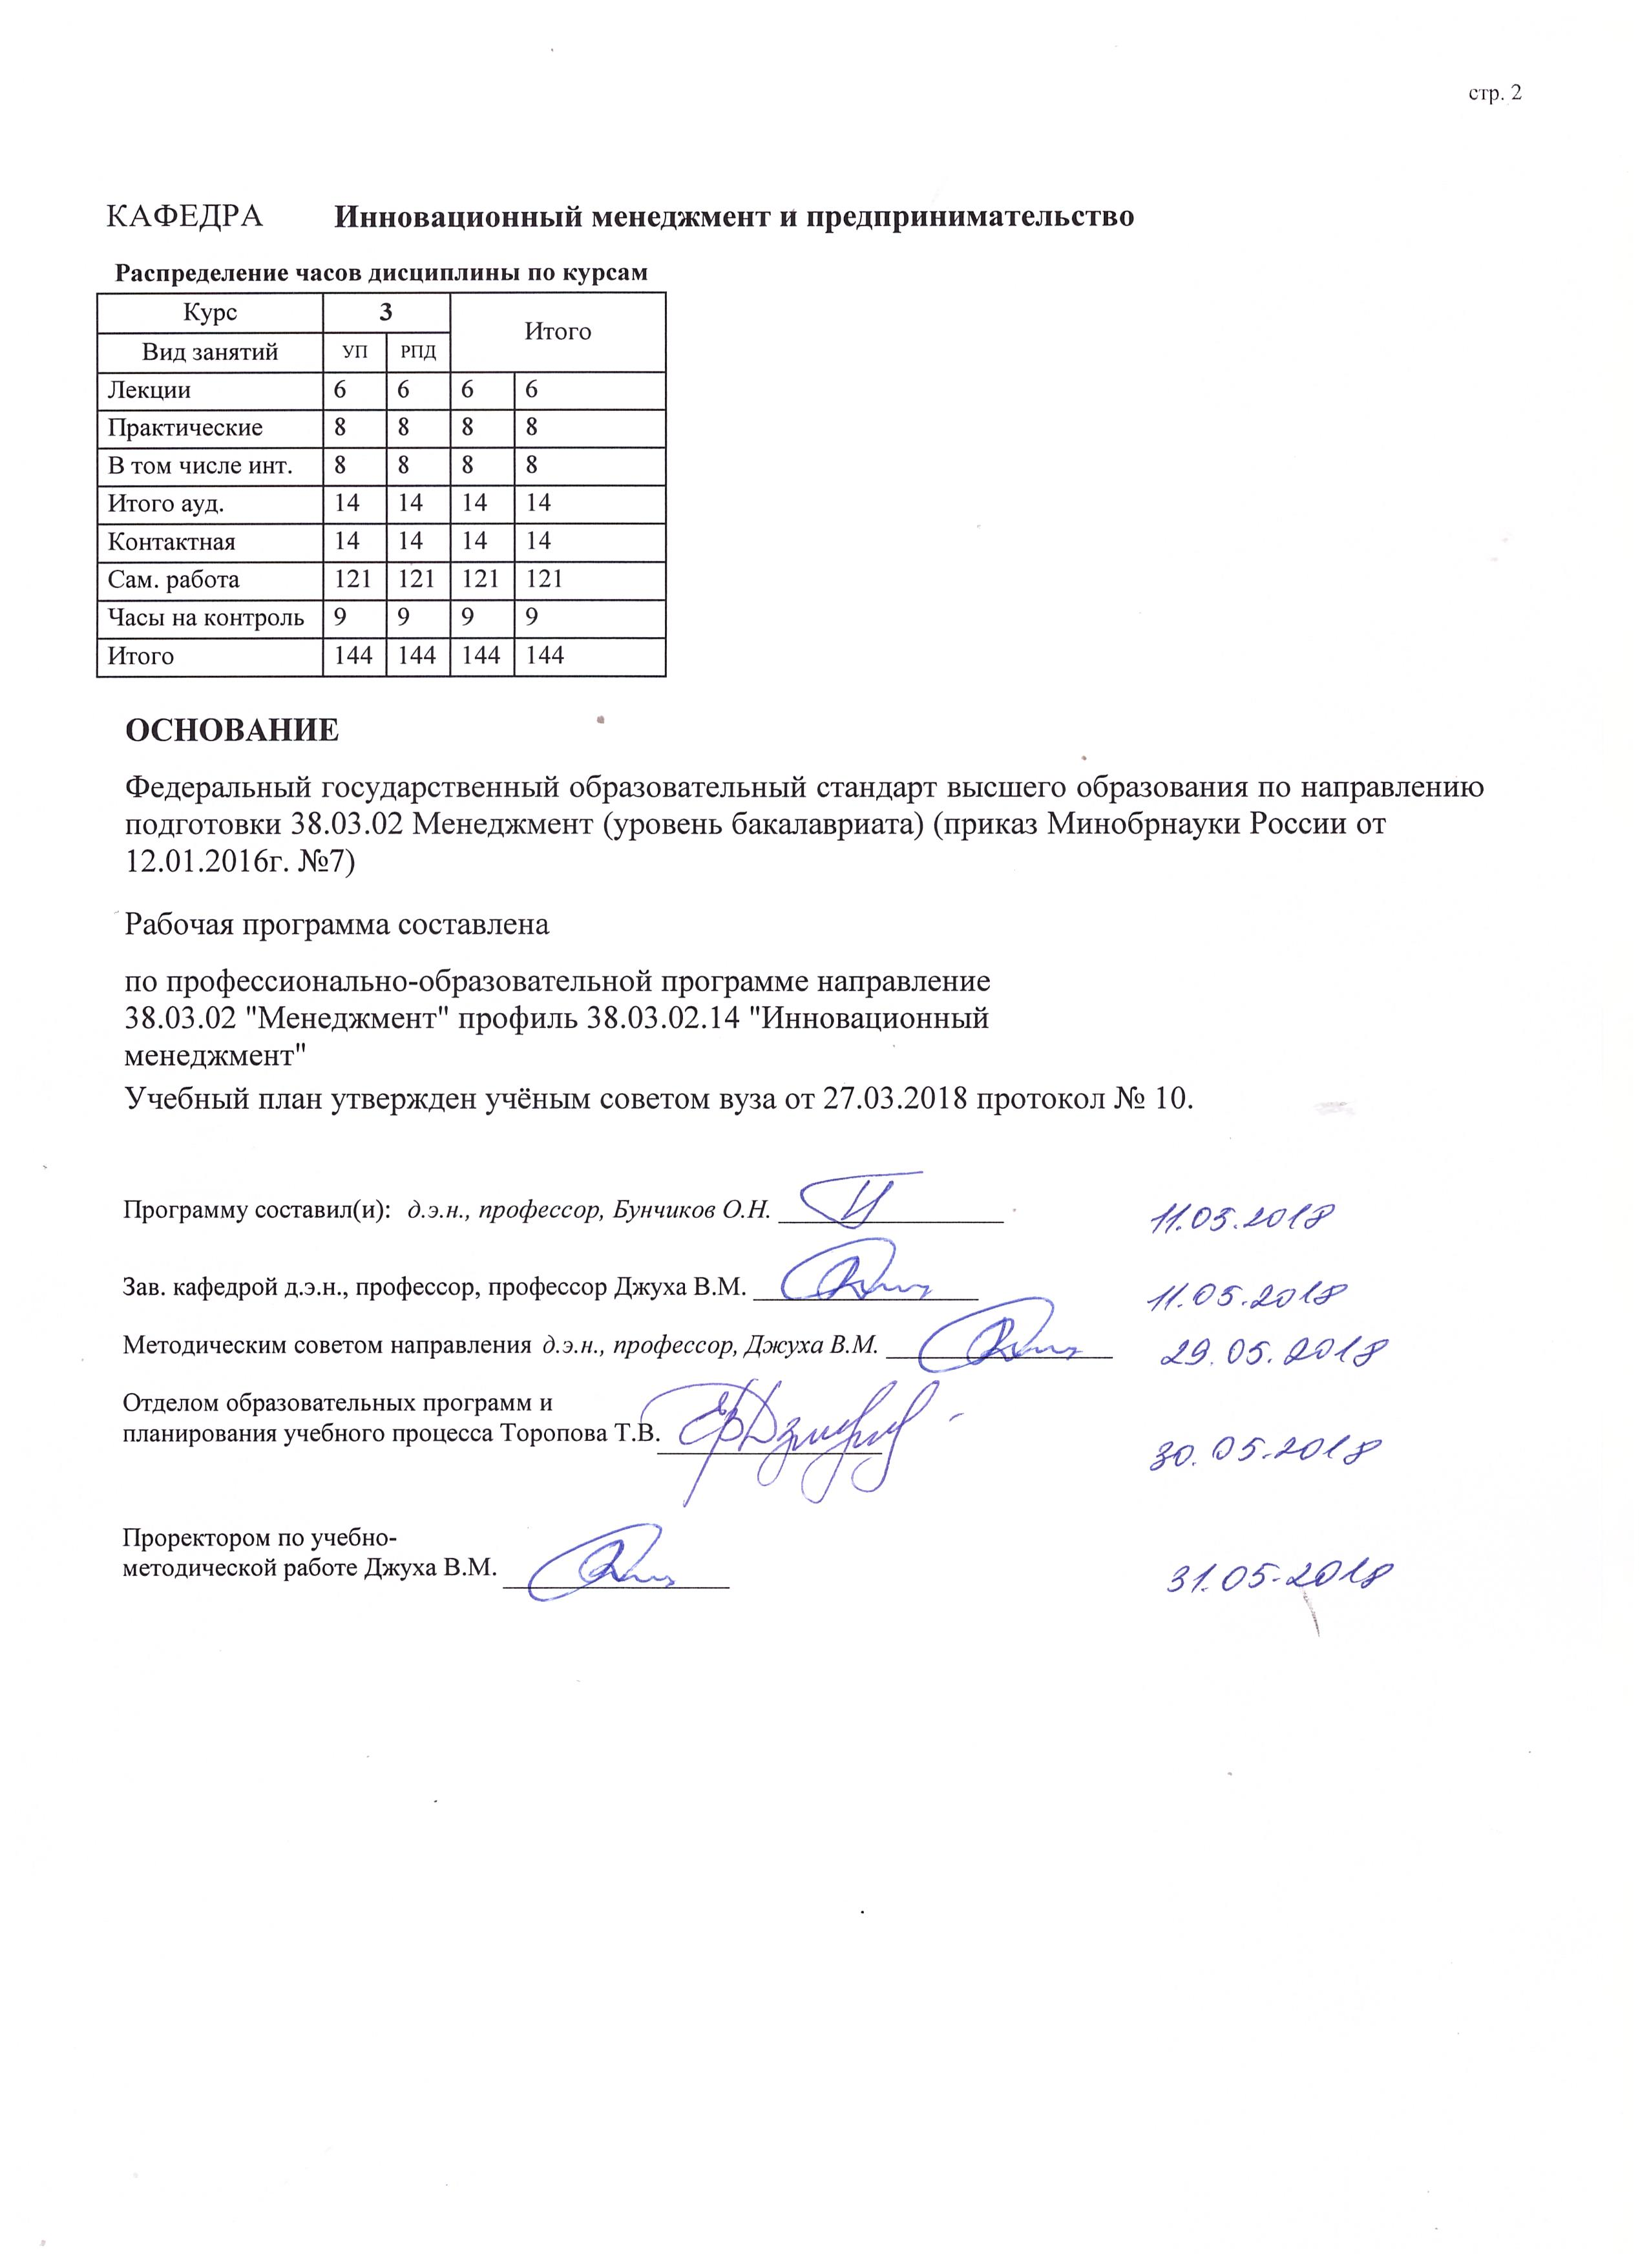 стр. 2
КАФЕДРА Инновационный менеджмент и предпринимательство
Распределение часов дисциплины по курсам
Курс 3 Итого
Вид занятий УП РПД
Лекции 6 6 6 6
Практические 8 8 8 8
В том числе инт. 8 8 8 8
Итого ауд. 14 14 14 14
Контактная 14 14 14 14
Сам. работа 121 121 121 121
Часы на контроль 9 9 9 9
Итого 144 144 144 144
ОСНОВАНИЕ
Федеральный государственный образовательный стандарт высшего образования по направлению
подготовки 38.03.02 Менеджмент (уровень бакалавриата) (приказ Минобрнауки России от
12.01.2016г. №7)
Рабочая программа составлена
по профессионально-образовательной программе направление
38.03.02 "Менеджмент" профиль 38.03.02.14 "Инновационный
менеджмент"
Учебный план утвержден учёным советом вуза от 27.03.2018 протокол № 10.
Программу составил(и): д.э.н., профессор, Бунчиков О.Н. 11.05.2018
Зав. кафедрой д.э.н., профессор, профессор Джуха В.М. 11.05.2018
Методическим советом направления д.э.н., профессор, Джуха В.М. 29.05.2018
Отделом образовательных программ и
планирования учебного процесса Торопова Т.В. 30.05.2018
Проректором по учебно-
методической работе Джуха В.М. 31.05.2018